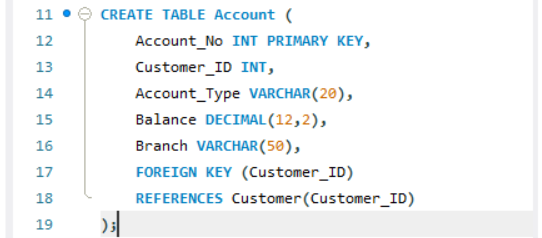 11 CREATE TABLE Account (
12 Account_No INT PRIMARY KEY,
13 Customer_ID INT,
14 Account_Type VARCHAR(20),
15 Balance DECIMAL(12,2),
16 Branch VARCHAR(50),
17 FOREIGN KEY (Customer_ID)
18 REFERENCES Customer(Customer_ID)
19 );